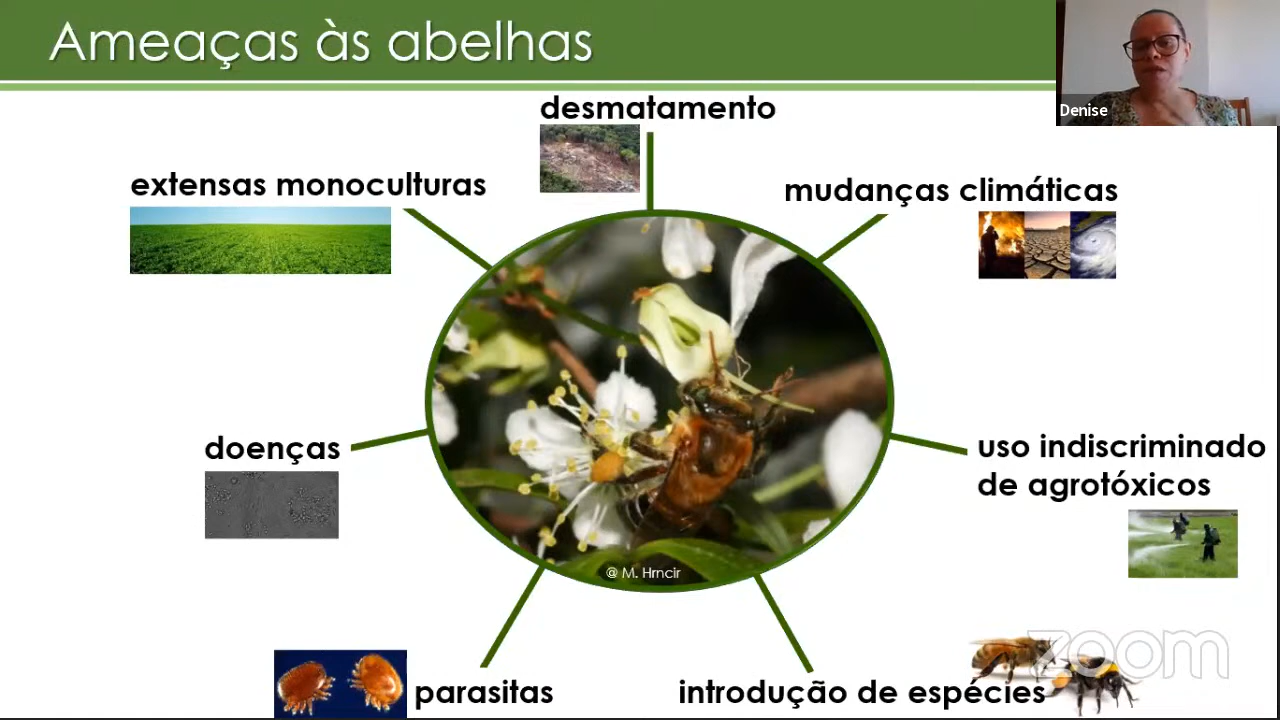 Ameaças às abelhas
Denise
desmatamento
extensas monoculturas
mudanças climáticas
doenças
uso indiscriminado
de agrotóxicos
@ M. Hrncir
parasitas
introdução de espécies
zoom